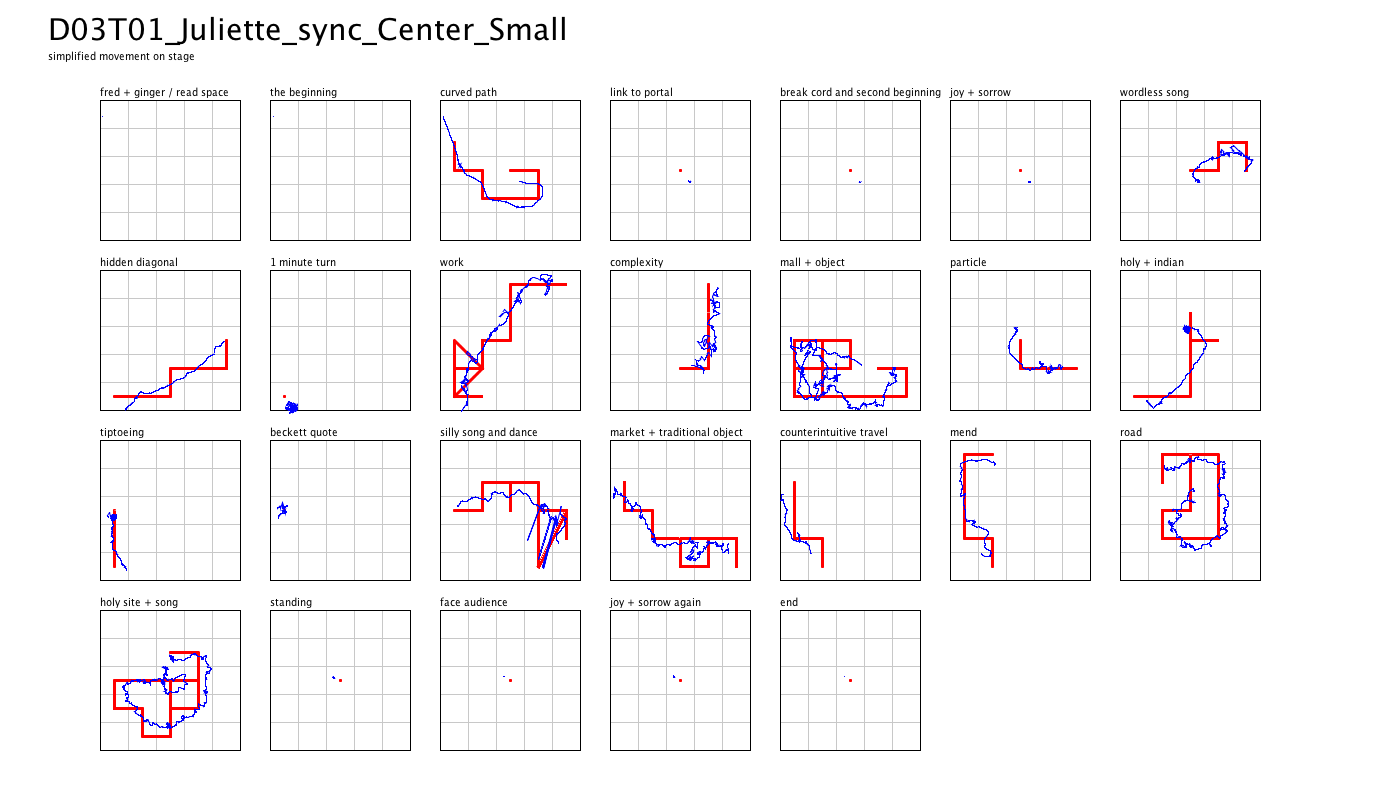 D03T01_Juliette_sync_Center_Small
simplified movement on stage
fred + ginger / read space
the beginning
curved path
link to portal
break cord and second beginning
joy + sorrow
wordless song
hidden diagonal
1 minute turn
work
complexity
mall + object
particle
holy + indian
tiptoeing
beckett quote
silly song and dance
market + traditional object
counterintuitive travel
mend
road
holy site + song
standing
face audience
joy + sorrow again
end